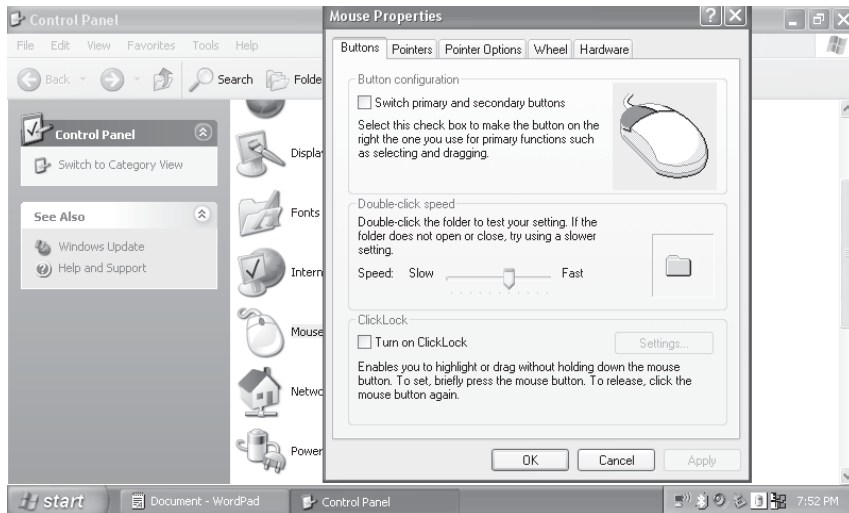 Control Panel
File Edit View Favorites Tools Help
Back Search Folde
Control Panel
Switch to Category View
See Also
Windows Update
Help and Support
Display
Fonts
Intern
Mouse
Netwo
Power
Mouse Properties
Buttons Pointers Pointer Options Wheel Hardware
Button configuration
Switch primary and secondary buttons
Select this check box to make the button on the
right the one you use for primary functions such
as selecting and dragging.
Double-click speed
Double-click the folder to test your setting. If the
folder does not open or close, try using a slower
setting.
Speed: Slow Fast
ClickLock
Turn on ClickLock Settings...
Enables you to highlight or drag without holding down the mouse
button. To set, briefly press the mouse button. To release, click the
mouse button again.
OK Cancel Apply
start Document - WordPad Control Panel 7:52 PM